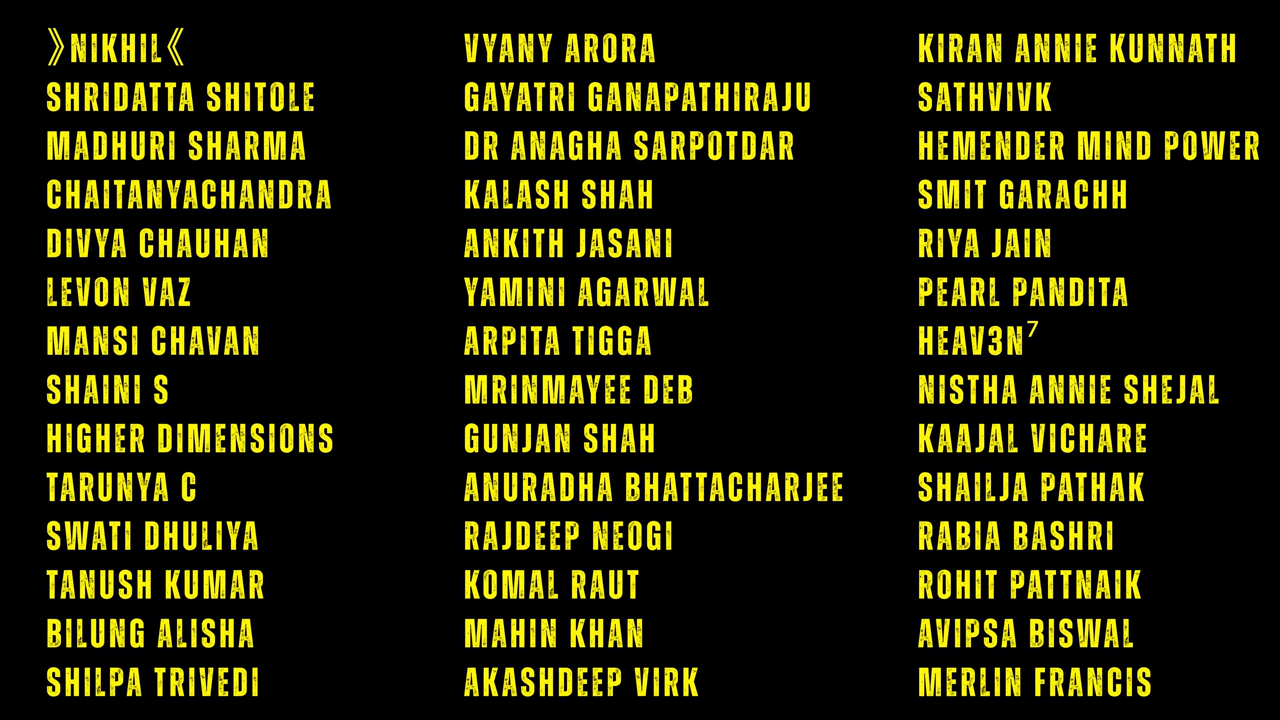 》NIKHIL《
SHRIDATTA SHITOLE
MADHURI SHARMA
CHAITANYACHANDRA
DIVYA CHAUHAN
LEVON VAZ
MANSI CHAVAN
SHAINI S
HIGHER DIMENSIONS
TARUNYA C
SWATI DHULIYA
TANUSH KUMAR
BILUNG ALISHA
SHILPA TRIVEDI
VYANY ARORA
GAYATRI GANAPATHIRAJU
DR ANAGHA SARPOTDAR
KALASH SHAH
ANKITH JASANI
YAMINI AGARWAL
ARPITA TIGGA
MRINMAYEE DEB
GUNJAN SHAH
ANURADHA BHATTACHARJEE
RAJDEEP NEOGI
KOMAL RAUT
MAHIN KHAN
AKASHDEEP VIRK
KIRAN ANNIE KUNNATH
SATHVIVK
HEMENDER MIND POWER
SMIT GARACHH
RIYA JAIN
PEARL PANDITA
HEAV3N⁷
NISTHA ANNIE SHEJAL
KAAJAL VICHARE
SHAILJA PATHAK
RABIA BASHRI
ROHIT PATTNAIK
AVIPSA BISWAL
MERLIN FRANCIS